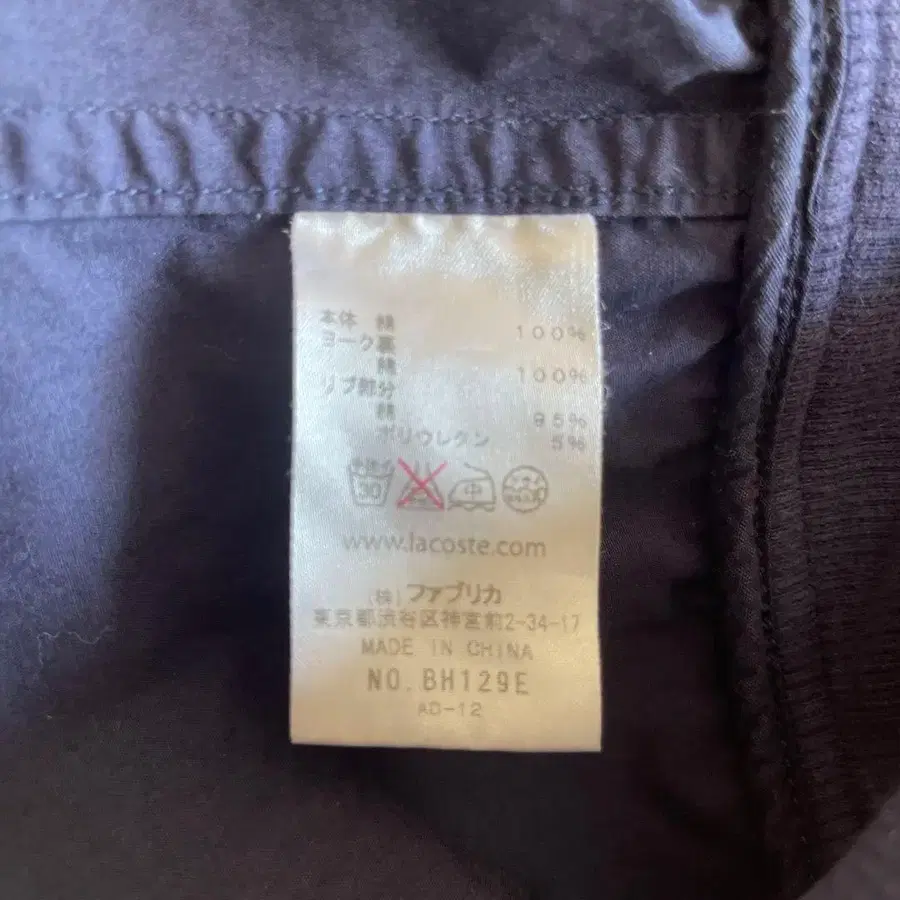 本体 綿 100%
ヨーク裏
綿 100%
リブ部分
綿 95%
ポリウレタン 5%
30 中
www.lacoste.com
(株)ファブリカ
東京都渋谷区神宮前2-34-17
MADE IN CHINA
NO. BH129E
AD-12